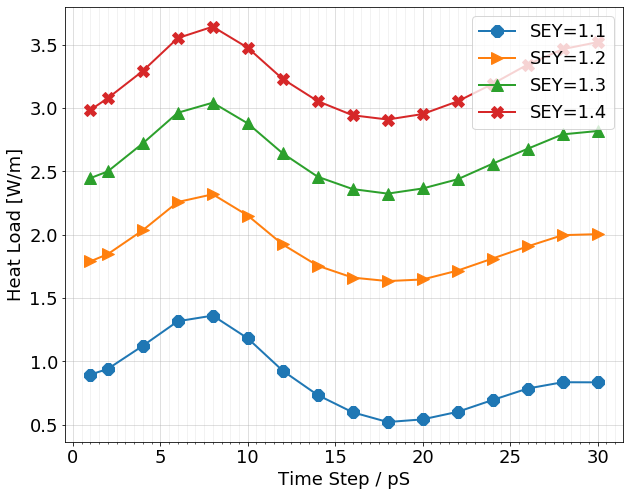 SEY=1.1
SEY=1.2
SEY=1.3
SEY=1.4
Heat Load [W/m]
3.5
3.0
2.5
2.0
1.5
1.0
0.5
0 5 10 15 20 25 30
Time Step / pS